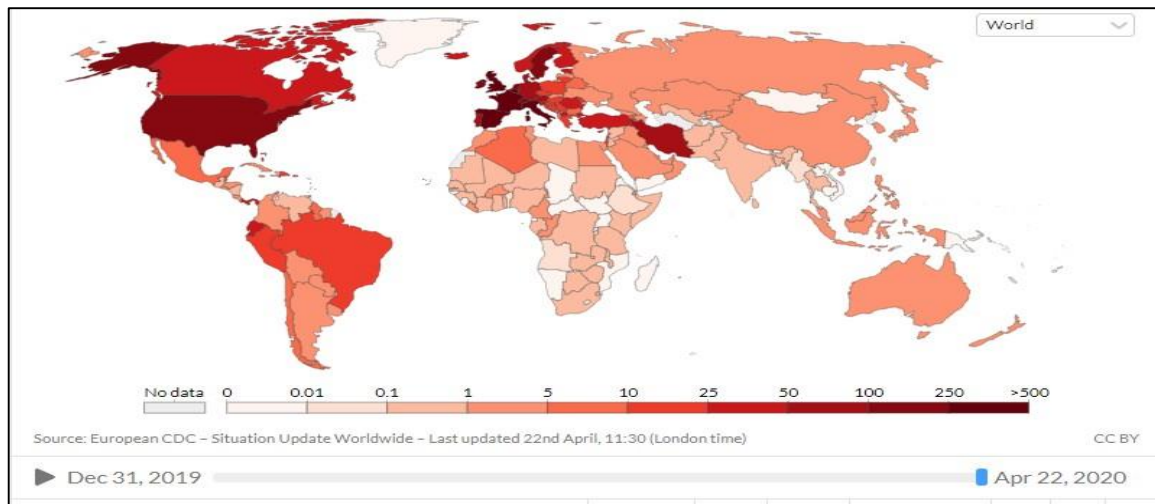 World
No data 0 0.01 0.1 1 5 10 25 50 100 250 >500
Source: European CDC – Situation Update Worldwide – Last updated 22nd April, 11:30 (London time) CC BY
Dec 31, 2019 Apr 22, 2020